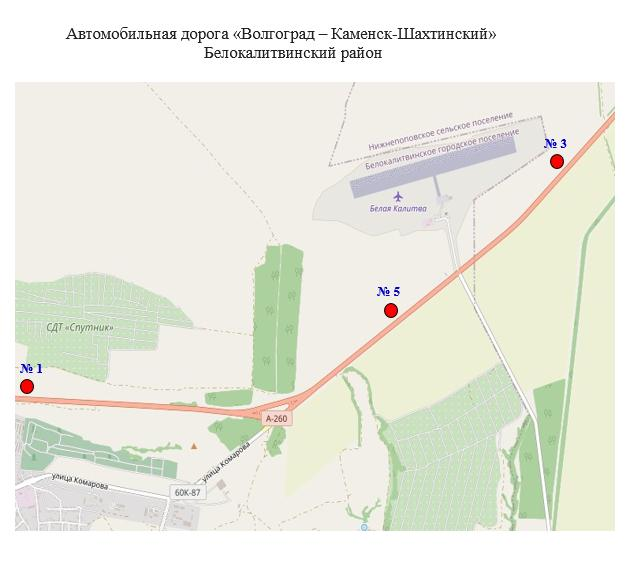 Автомобильная дорога «Волгоград – Каменск-Шахтинский»
Белокалитвинский район
Нижнепоповское сельское поселение
Белокалитвинское городское поселение
№ 3
Белая Калитва
№ 5
СДТ «Спутник»
№ 1
А-260
улица Комарова
улица Комарова
60К-87